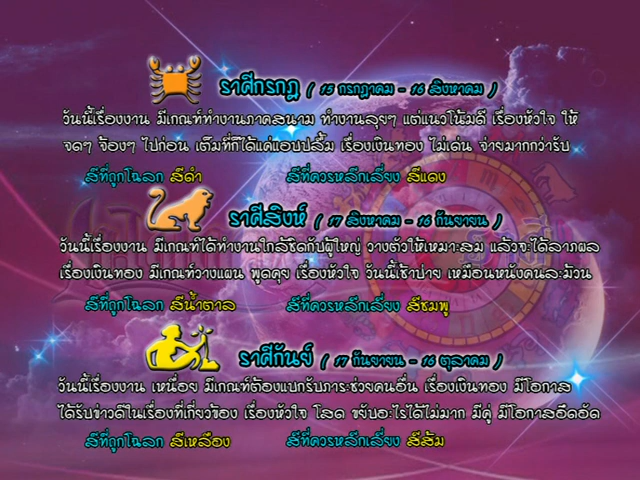 ราศีกรกฎ ( 15 กรกฎาคม - 16 สิงหาคม )
วันนี้เรื่องงาน มีเกณท์ทำงานภาคสนาม ทำงานลุยๆ แต่แนวโน้มดี เรื่องหัวใจ ให้
จดๆ จ้องๆ ไปก่อน เต็มที่ก็ได้แค่แอบปลื้ม เรื่องเงินทอง ไม่เด่น จ่ายมากกว่ารับ
สีที่ถูกโฉลก สีดำ สีที่ควรหลีกเลี่ยง สีแดง
ราศีสิงห์ ( 17 สิงหาคม - 16 กันยายน )
วันนี้เรื่องงาน มีเกณท์ได้ทำงานใกล้ชิดกับผู้ใหญ่ วางตัวให้เหมาะสม แล้วจะได้ลาภผล
เรื่องเงินทอง มีเกณท์วางแผน พูดคุย เรื่องหัวใจ วันนี้เช้าบ่าย เหมือนหนังคนละม้วน
สีที่ถูกโฉลก สีน้ำตาล สีที่ควรหลีกเลี่ยง สีชมพู
ราศีกันย์ ( 17 กันยายน - 16 ตุลาคม )
วันนี้เรื่องงาน เหนื่อย มีเกณท์ต้องแบกรับภาระช่วยคนอื่น เรื่องเงินทอง มีโอกาส
ได้รับข่าวดีในเรื่องที่เกี่ยวข้อง เรื่องหัวใจ โสด ขยับอะไรได้ไม่มาก มีคู่ มีโอกาสอึดอัด
สีที่ถูกโฉลก สีเหลือง สีที่ควรหลีกเลี่ยง สีส้ม